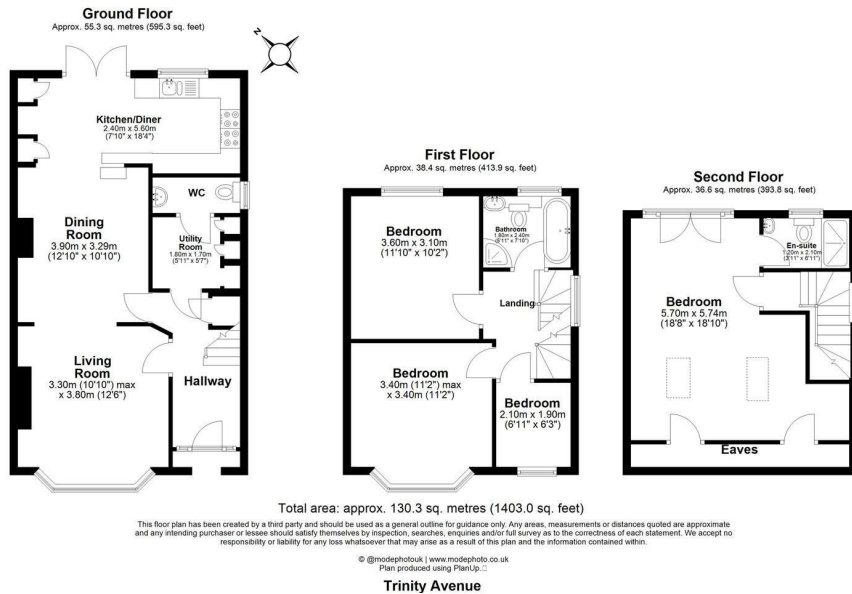 Ground Floor
Approx. 55.3 sq. metres (595.3 sq. feet)
N
Kitchen/Diner
2.40m x 5.60m
(7'10" x 18'4")
WC
Dining
Room
3.90m x 3.29m
(12'10" x 10'10")
Utility
Room
1.80m x 1.70m
(5'11" x 5'7")
Living
Room
3.30m (10'10") max
x 3.80m (12'6")
Hallway
First Floor
Approx. 38.4 sq. metres (413.9 sq. feet)
Bedroom
3.60m x 3.10m
(11'10" x 10'2")
Bathroom
1.80m x 2.40m
(5'11" x 7'10")
Landing
Bedroom
3.40m (11'2") max
x 3.40m (11'2")
Bedroom
2.10m x 1.90m
(6'11" x 6'3")
Second Floor
Approx. 36.6 sq. metres (393.8 sq. feet)
En-suite
1.20m x 2.10m
(3'11" x 6'11")
Bedroom
5.70m x 5.74m
(18'8" x 18'10")
Eaves
Total area: approx. 130.3 sq. metres (1403.0 sq. feet)
This floor plan has been created by a third party and should be used as a general outline for guidance only. Any areas, measurements or distances quoted are approximate
and any intending purchaser or lessee should satisfy themselves by inspection, searches, enquiries and/or full survey as to the correctness of each statement. We accept no
responsibility or liability for any loss whatsoever that may arise as a result of this plan and the information contained within.
© @modephotouk | www.modephoto.co.uk
Plan produced using PlanUp.
Trinity Avenue